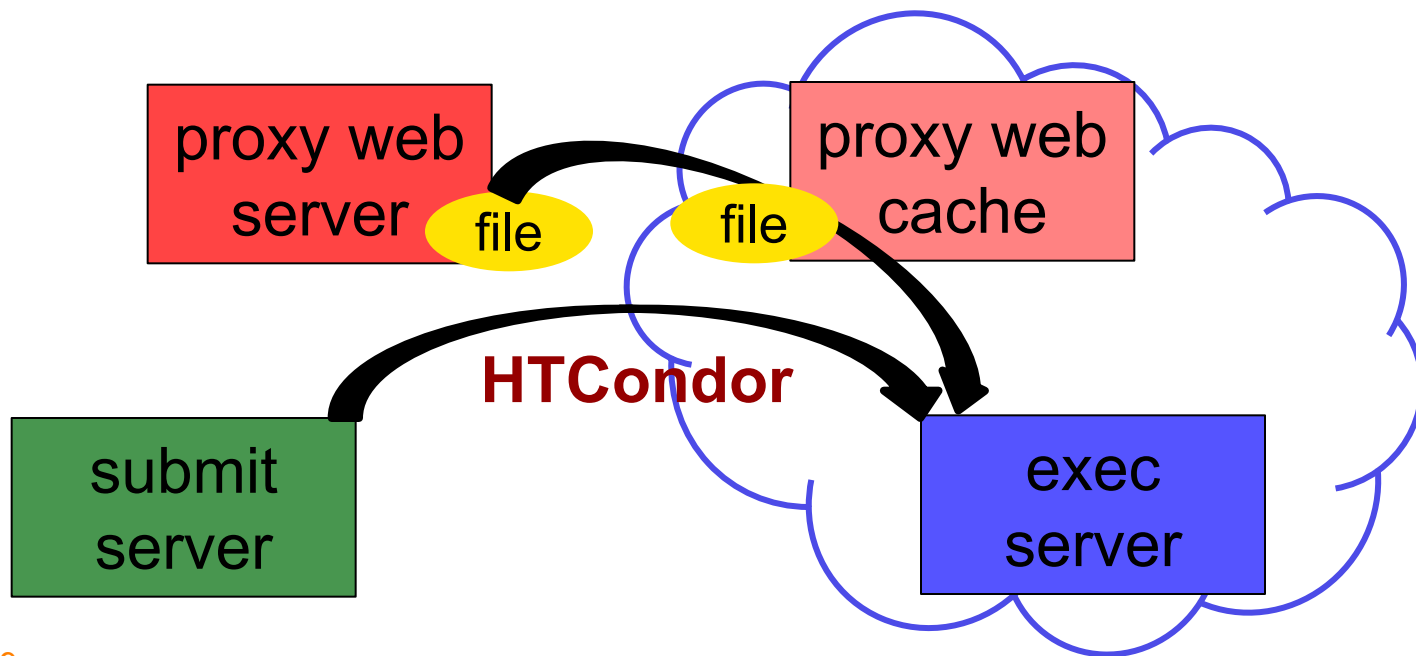 proxy web
server
file
file
proxy web
cache
HTCondor
submit
server
exec
server